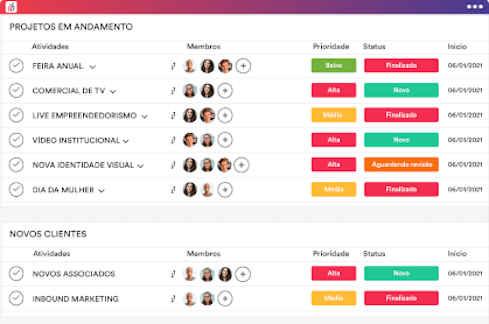 PROJETOS EM ANDAMENTO
Atividades Membros Prioridade Status Início
FEIRA ANUAL Baixa Finalizado 06/01/2021
COMERCIAL DE TV Alta Novo 06/01/2021
LIVE EMPREENDEDORISMO Média Finalizado 06/01/2021
VÍDEO INSTITUCIONAL Alta Novo 06/01/2021
NOVA IDENTIDADE VISUAL Alta Aguardando revisão 06/01/2021
DIA DA MULHER Média Finalizado 06/01/2021
NOVOS CLIENTES
Atividades Membros Prioridade Status Início
NOVOS ASSOCIADOS Alta Novo 06/01/2021
INBOUND MARKETING Média Finalizado 06/01/2021